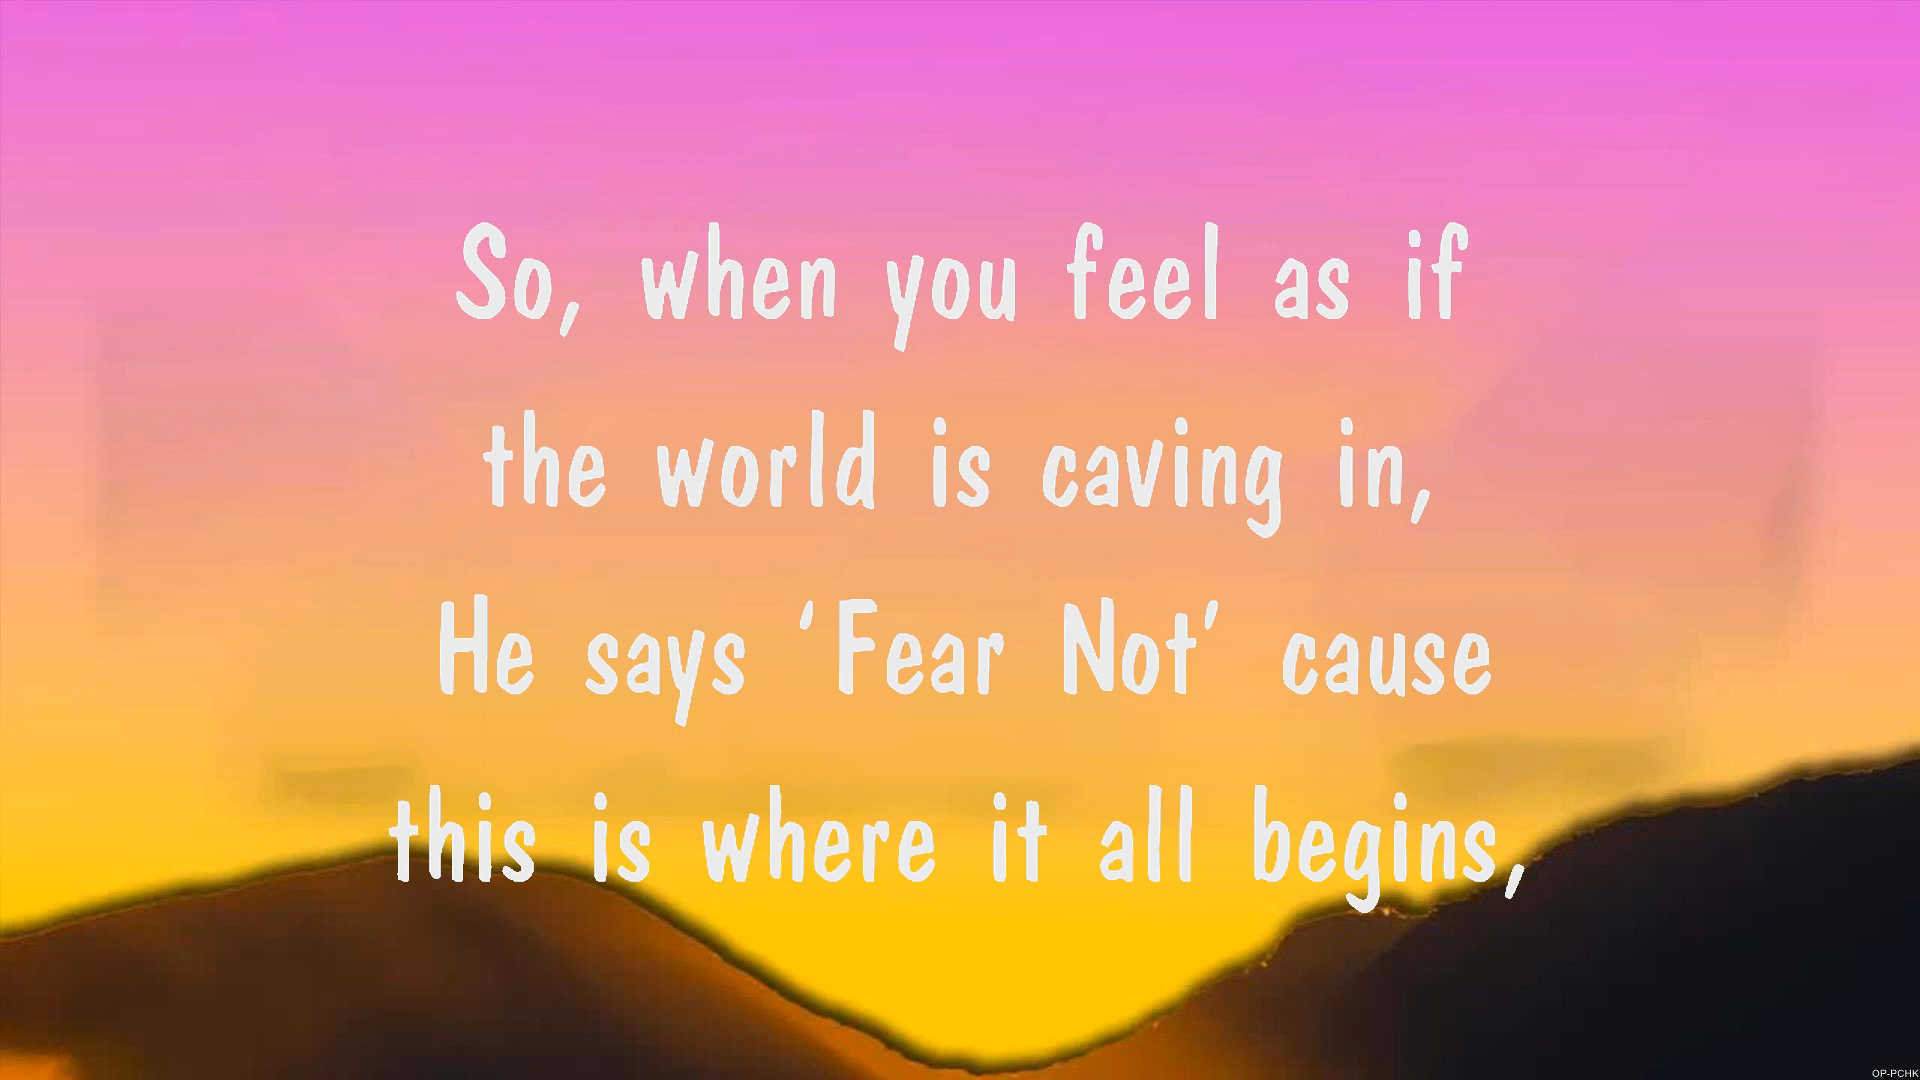 So, when you feel as if
the world is caving in,
He says ‘Fear Not’ cause
this is where it all begins,
OP-PCHK